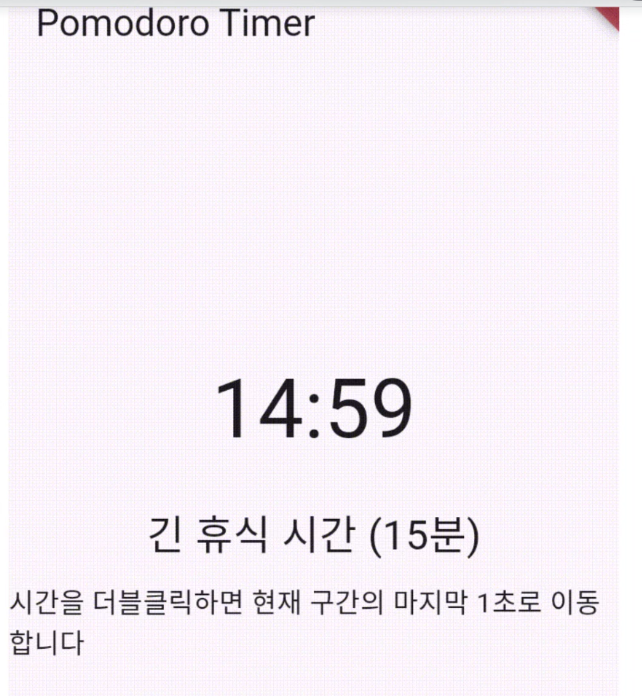 Pomodoro Timer
14:59
긴 휴식 시간 (15분)
시간을 더블클릭하면 현재 구간의 마지막 1초로 이동
합니다